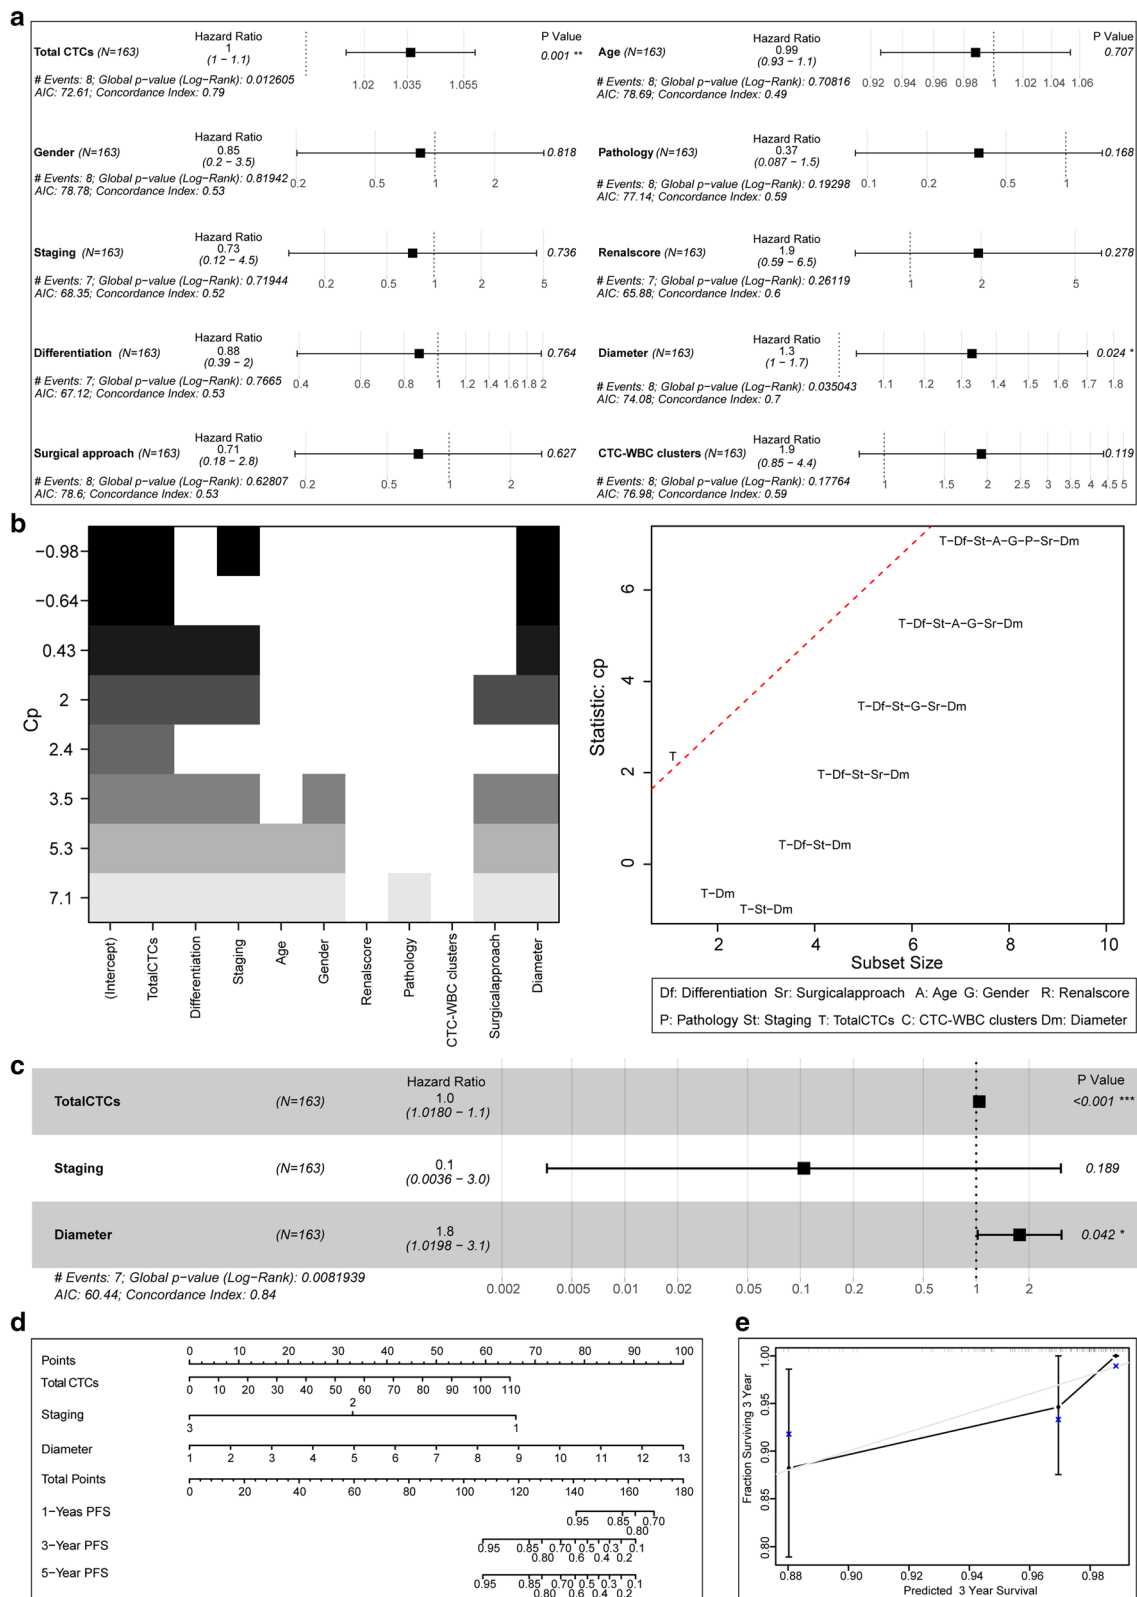 a
Hazard Ratio
P Value
Total CTCs (N=163)
1
(1 − 1.1)
0.001 **
# Events: 8; Global p−value (Log−Rank): 0.012605
AIC: 72.61; Concordance Index: 0.79
1.02 1.035 1.055
Hazard Ratio
P Value
Age (N=163)
0.99
(0.93 − 1.1)
0.707
# Events: 8; Global p−value (Log−Rank): 0.70816
AIC: 78.69; Concordance Index: 0.49
0.92 0.94 0.96 0.98 1 1.02 1.04 1.06
Hazard Ratio
Gender (N=163)
0.85
(0.2 − 3.5)
0.818
# Events: 8; Global p−value (Log−Rank): 0.81942
AIC: 78.78; Concordance Index: 0.53
0.2 0.5 1 2
Hazard Ratio
Pathology (N=163)
0.37
(0.087 − 1.5)
0.168
# Events: 8; Global p−value (Log−Rank): 0.19298
AIC: 77.14; Concordance Index: 0.59
0.1 0.2 0.5 1
Hazard Ratio
Staging (N=163)
0.73
(0.12 − 4.5)
0.736
# Events: 7; Global p−value (Log−Rank): 0.71944
AIC: 68.35; Concordance Index: 0.52
0.2 0.5 1 2 5
Hazard Ratio
Renalscore (N=163)
1.9
(0.59 − 6.5)
0.278
# Events: 7; Global p−value (Log−Rank): 0.26119
AIC: 65.88; Concordance Index: 0.6
1 2 5
Hazard Ratio
Differentiation (N=163)
0.88
(0.39 − 2)
0.764
# Events: 7; Global p−value (Log−Rank): 0.7665
AIC: 67.12; Concordance Index: 0.53
0.4 0.6 0.8 1 1.2 1.4 1.6 1.8 2
Hazard Ratio
Diameter (N=163)
1.3
(1 − 1.7)
0.024 *
# Events: 8; Global p−value (Log−Rank): 0.035043
AIC: 74.08; Concordance Index: 0.7
1.1 1.2 1.3 1.4 1.5 1.6 1.7 1.8
Hazard Ratio
Surgical approach (N=163)
0.71
(0.18 − 2.8)
0.627
# Events: 8; Global p−value (Log−Rank): 0.62807
AIC: 78.6; Concordance Index: 0.53
0.2 0.5 1 2
Hazard Ratio
CTC-WBC clusters (N=163)
1.9
(0.85 − 4.4)
0.119
# Events: 8; Global p−value (Log−Rank): 0.17764
AIC: 76.98; Concordance Index: 0.59
1 1.5 2 2.5 3 3.5 4 4.5 5
b
Cp
−0.98
−0.64
0.43
2
2.4
3.5
5.3
7.1
(Intercept)
TotalCTCs
Differentiation
Staging
Age
Gender
Renalscore
Pathology
CTC-WBC clusters
Surgicalapproach
Diameter
Statistic: cp
6
4
2
0
T−Df−St−A−G−P−Sr−Dm
T−Df−St−A−G−Sr−Dm
T−Df−St−G−Sr−Dm
T
T−Df−St−Sr−Dm
T−Df−St−Dm
T−Dm
T−St−Dm
2 4 6 8 10
Subset Size
Df: Differentiation Sr: Surgicalapproach A: Age G: Gender R: Renalscore
P: Pathology St: Staging T: TotalCTCs C: CTC-WBC clusters Dm: Diameter
c
Hazard Ratio
P Value
TotalCTCs (N=163)
1.0
(1.0180 − 1.1)
<0.001 ***
Staging (N=163)
0.1
(0.0036 − 3.0)
0.189
Diameter (N=163)
1.8
(1.0198 − 3.1)
0.042 *
# Events: 7; Global p−value (Log−Rank): 0.0081939
AIC: 60.44; Concordance Index: 0.84
0.002 0.005 0.01 0.02 0.05 0.1 0.2 0.5 1 2
d
Points
0 10 20 30 40 50 60 70 80 90 100
Total CTCs
0 10 20 30 40 50 60 70 80 90 100 110
Staging
2
3 1
Diameter
1 2 3 4 5 6 7 8 9 10 11 12 13
Total Points
0 20 40 60 80 100 120 140 160 180
1−Yeas PFS
0.95 0.85 0.70
0.80
3−Year PFS
0.95 0.85 0.70 0.5 0.3 0.1
0.80 0.6 0.4 0.2
5−Year PFS
0.95 0.85 0.70 0.5 0.3 0.1
0.80 0.6 0.4 0.2
e
Fraction Surviving 3 Year
1.00
0.95
0.90
0.85
0.80
0.88 0.90 0.92 0.94 0.96 0.98
Predicted 3 Year Survival